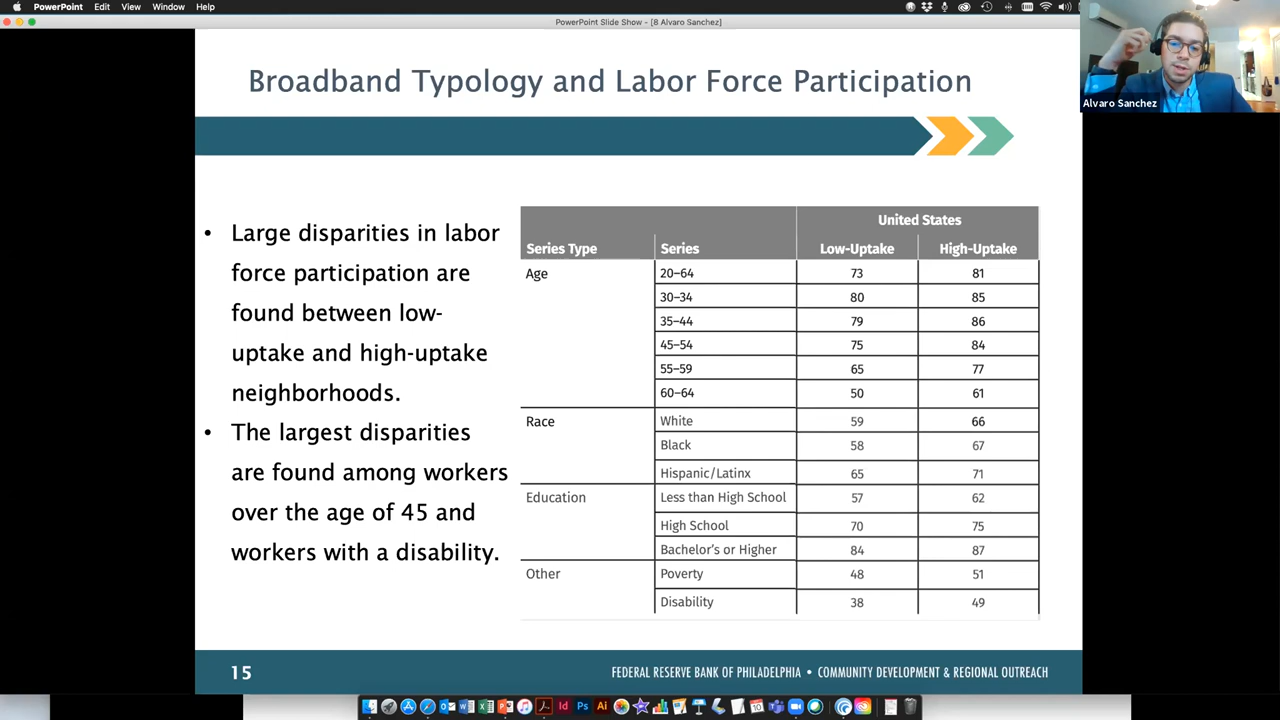 PowerPoint Edit View Window Help
PowerPoint Slide Show - [8 Alvaro Sanchez]
Alvaro Sanchez
Broadband Typology and Labor Force Participation
• Large disparities in labor
force participation are
found between low-
uptake and high-uptake
neighborhoods.
• The largest disparities
are found among workers
over the age of 45 and
workers with a disability.
United States
Series Type Series Low-Uptake High-Uptake
Age 20–64 73 81
30–34 80 85
35–44 79 86
45–54 75 84
55–59 65 77
60–64 50 61
Race White 59 66
Black 58 67
Hispanic/Latinx 65 71
Education Less than High School 57 62
High School 70 75
Bachelor's or Higher 84 87
Other Poverty 48 51
Disability 38 49
15 FEDERAL RESERVE BANK OF PHILADELPHIA • COMMUNITY DEVELOPMENT & REGIONAL OUTREACH
Id Ps Ai